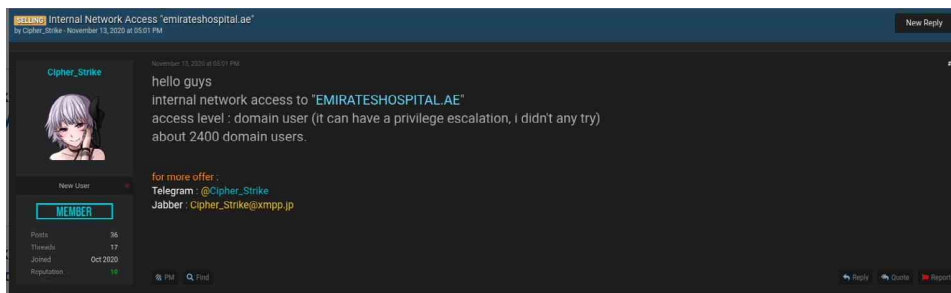 SELLING Internal Network Access "emirateshospital.ae"
by Cipher_Strike - November 13, 2020 at 05:01 PM
New Reply
November 13, 2020 at 05:01 PM
Cipher_Strike
hello guys
internal network access to "EMIRATESHOSPITAL.AE"
access level : domain user (it can have a privilege escalation, i didn't any try)
about 2400 domain users.
for more offer :
Telegram : @Cipher_Strike
Jabber : Cipher_Strike@xmpp.jp
New User
MEMBER
Posts 36
Threads 17
Joined Oct 2020
Reputation 10
PM Find
Reply Quote Report